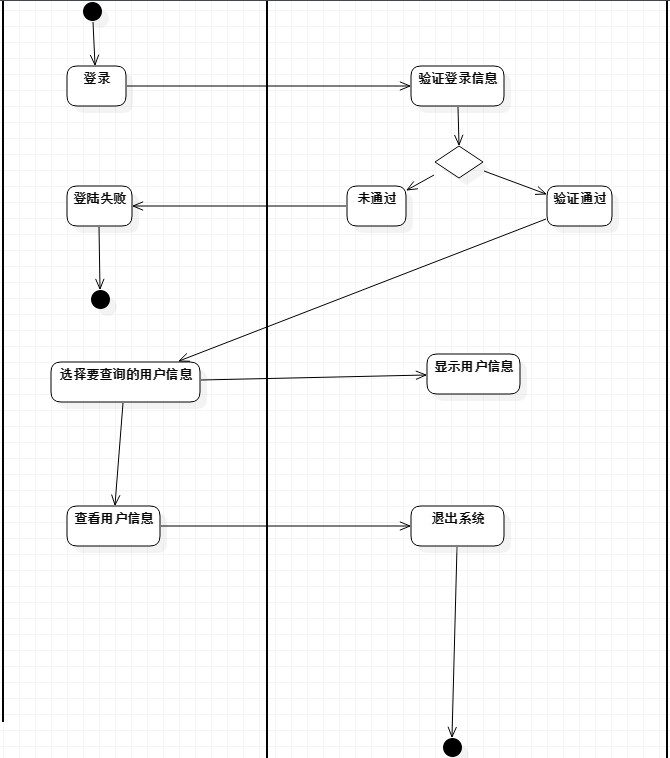 登录
验证登录信息
登陆失败
未通过
验证通过
选择要查询的用户信息
显示用户信息
查看用户信息
退出系统